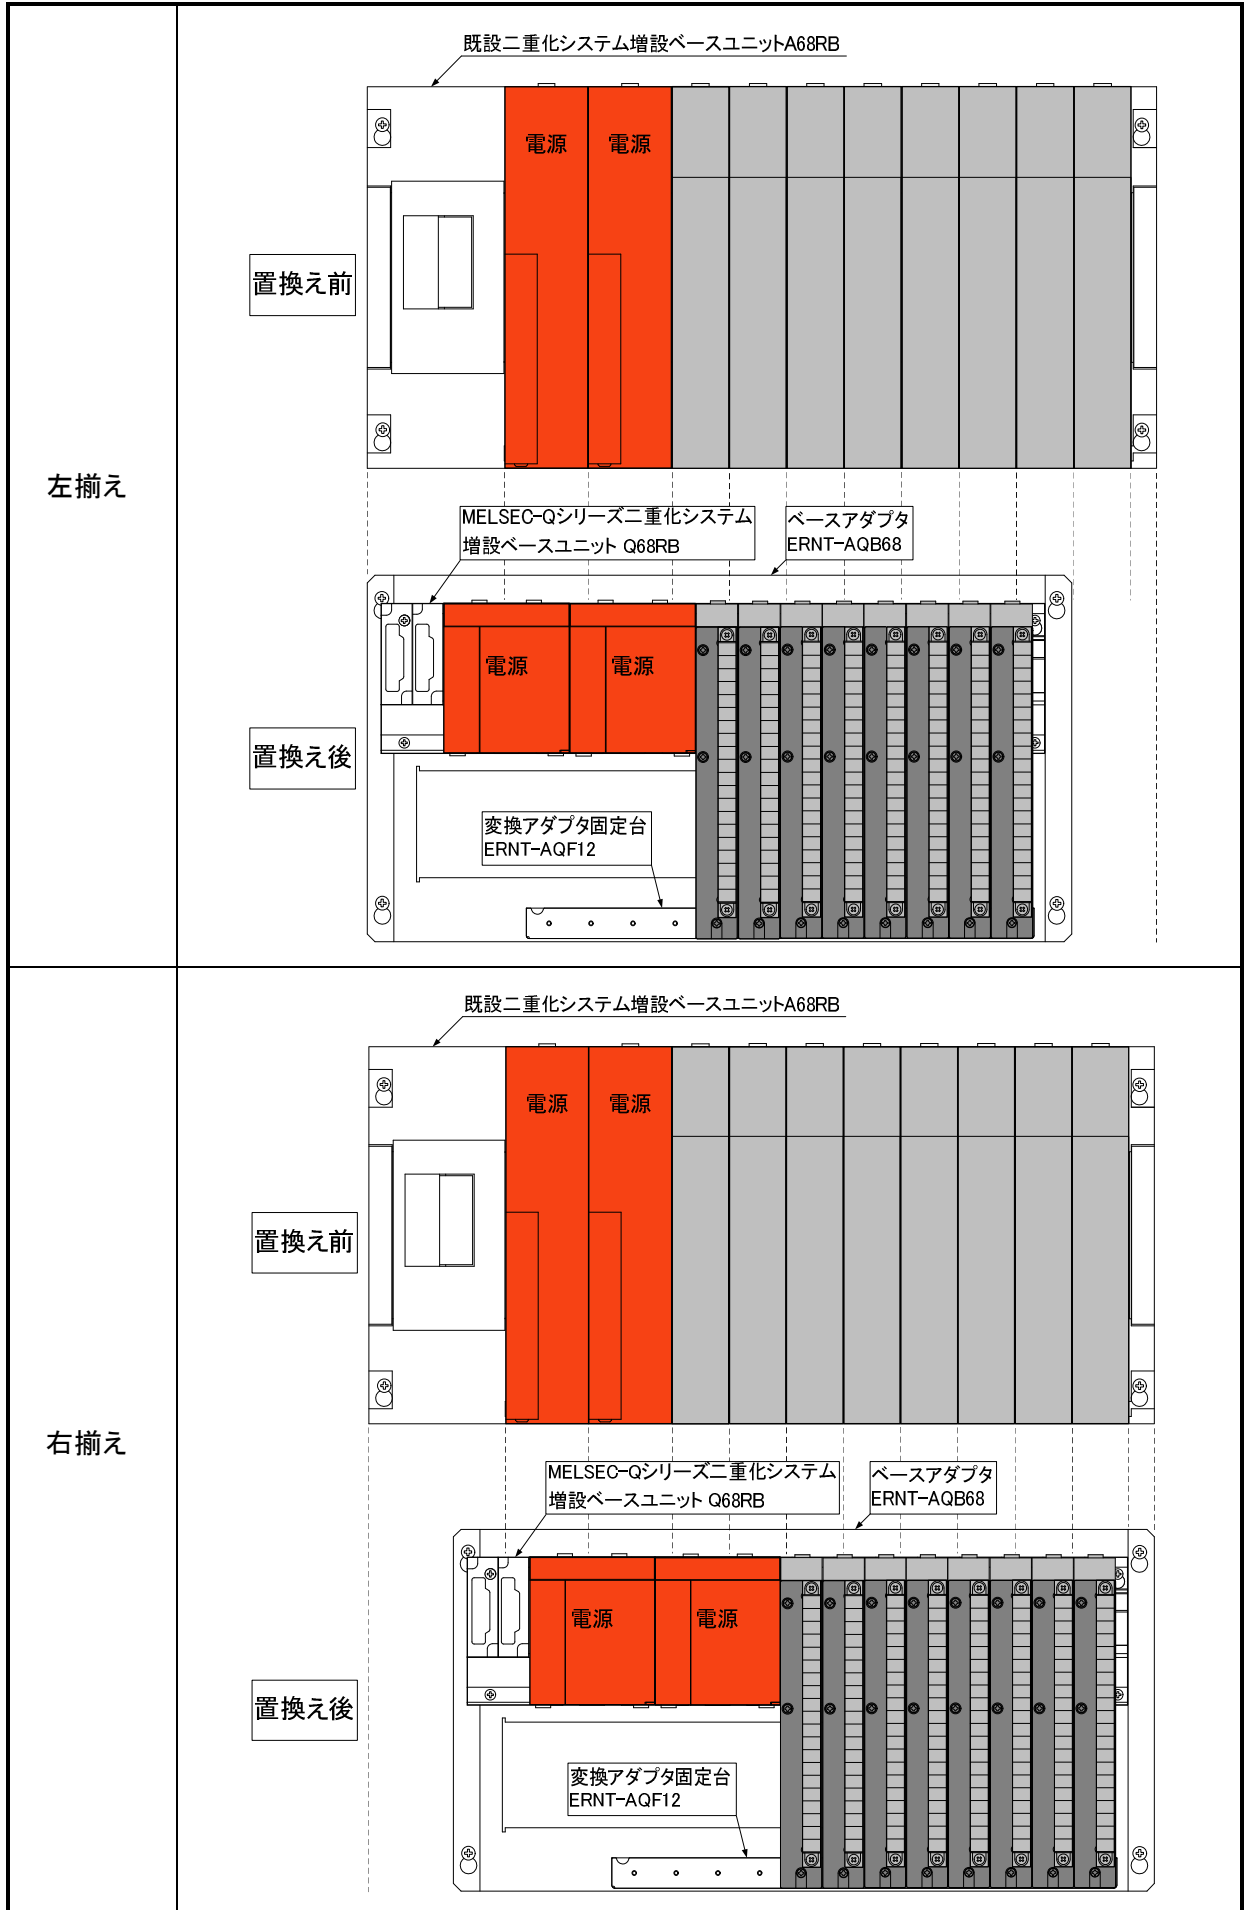 左揃え
既設二重化システム増設ベースユニットA68RB
置換え前
電源
電源
MELSEC-Qシリーズ二重化システム
増設ベースユニット Q68RB
ベースアダプタ
ERNT-AQB68
置換え後
電源
電源
変換アダプタ固定台
ERNT-AQF12
右揃え
既設二重化システム増設ベースユニットA68RB
置換え前
電源
電源
MELSEC-Qシリーズ二重化システム
増設ベースユニット Q68RB
ベースアダプタ
ERNT-AQB68
置換え後
電源
電源
変換アダプタ固定台
ERNT-AQF12